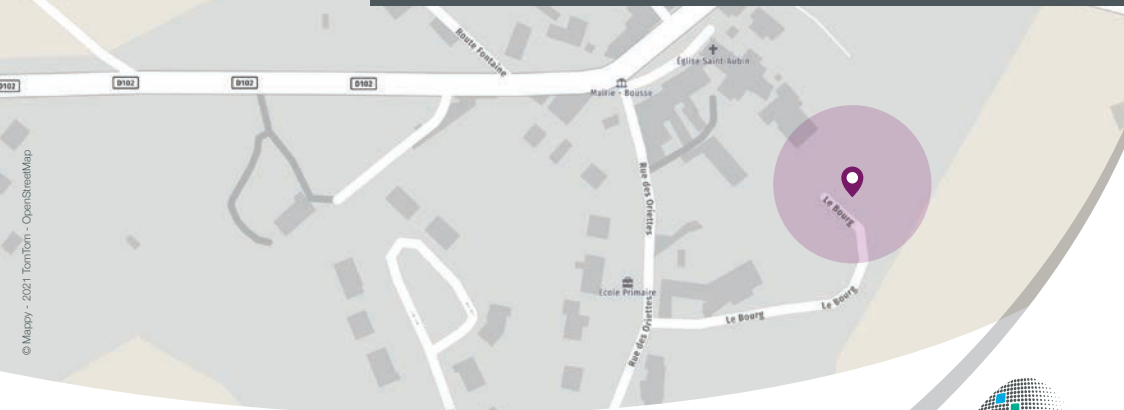 Route Fontaine
Église Saint-Aubin
D102
D102
D102
D102
Mairie - Bousse
Rue des Oriettes
Le Bourg
École Primaire
Le Bourg
Le Bourg
Rue des Oriettes
© Mappy - 2021 TomTom - OpenStreetMap